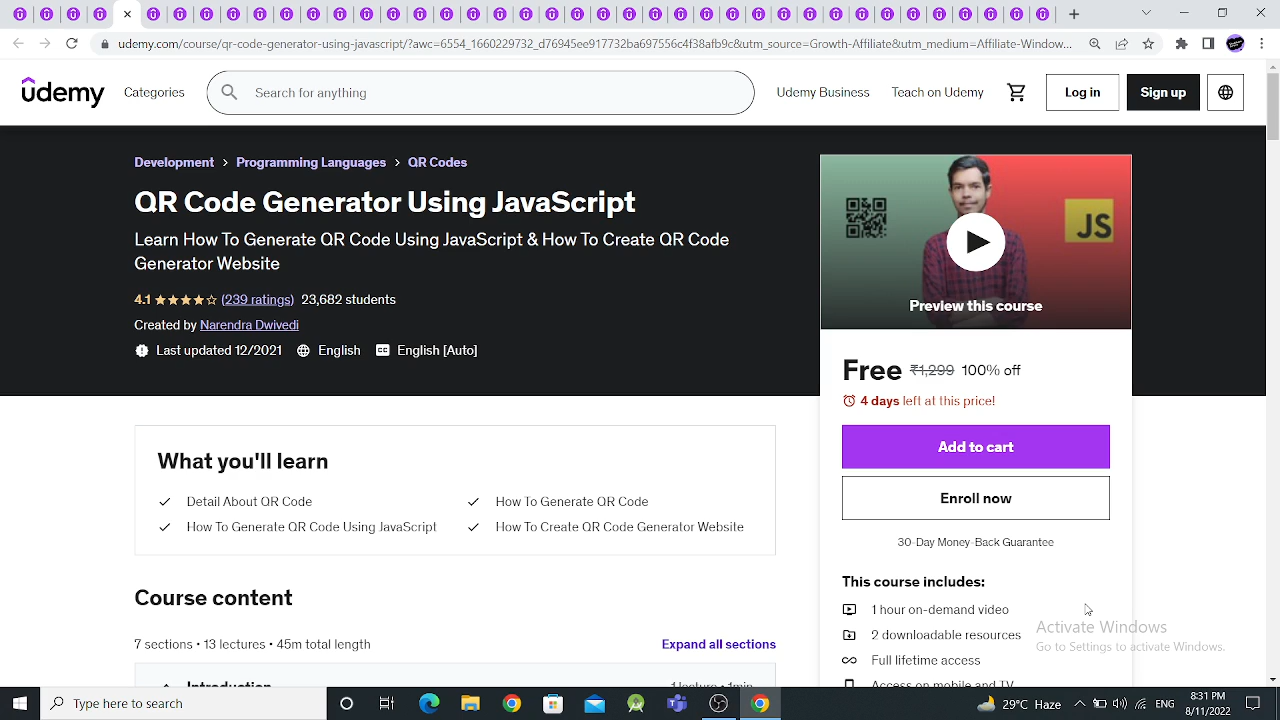 udemy.com/course/qr-code-generator-using-javascript/?awc=6554_1660229732_d76945ee917732ba697556c4f38afb9c&utm_source=Growth-Affiliate&utm_medium=Affiliate-Window...
udemy
Categories
Search for anything
Udemy Business
Teach on Udemy
Log in
Sign up
Development > Programming Languages > QR Codes
QR Code Generator Using JavaScript
Learn How To Generate QR Code Using JavaScript & How To Create QR Code
Generator Website
4.1 (239 ratings) 23,682 students
Created by Narendra Dwivedi
Last updated 12/2021 English English [Auto]
JS
Preview this course
Free ₹1,299 100% off
4 days left at this price!
Add to cart
Enroll now
30-Day Money-Back Guarantee
This course includes:
1 hour on-demand video
2 downloadable resources
Full lifetime access
Access on mobile and TV
What you'll learn
Detail About QR Code
How To Generate QR Code
How To Generate QR Code Using JavaScript
How To Create QR Code Generator Website
Course content
7 sections • 13 lectures • 45m total length
Expand all sections
Introduction
1 lecture • 1min
Activate Windows
Go to Settings to activate Windows.
Type here to search
29°C Haze
ENG
8:31 PM
8/11/2022